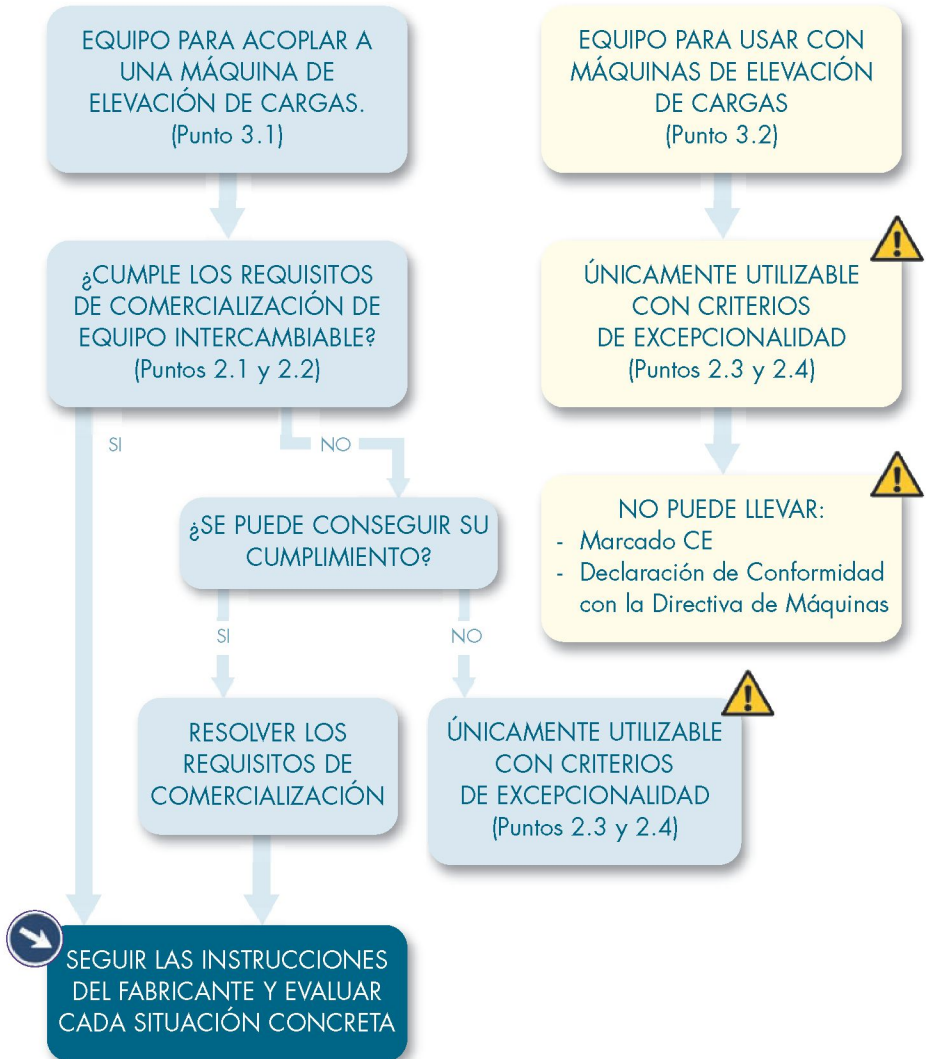 EQUIPO PARA ACOPLAR A
UNA MÁQUINA DE
ELEVACIÓN DE CARGAS.
(Punto 3.1)
EQUIPO PARA USAR CON
MÁQUINAS DE ELEVACIÓN
DE CARGAS
(Punto 3.2)
¿CUMPLE LOS REQUISITOS
DE COMERCIALIZACIÓN DE
EQUIPO INTERCAMBIABLE?
(Puntos 2.1 y 2.2)
ÚNICAMENTE UTILIZABLE
CON CRITERIOS
DE EXCEPCIONALIDAD
(Puntos 2.3 y 2.4)
SI
NO
¿SE PUEDE CONSEGUIR SU
CUMPLIMIENTO?
NO PUEDE LLEVAR:
- Marcado CE
- Declaración de Conformidad
con la Directiva de Máquinas
SI
NO
RESOLVER LOS
REQUISITOS DE
COMERCIALIZACIÓN
ÚNICAMENTE UTILIZABLE
CON CRITERIOS
DE EXCEPCIONALIDAD
(Puntos 2.3 y 2.4)
SEGUIR LAS INSTRUCCIONES
DEL FABRICANTE Y EVALUAR
CADA SITUACIÓN CONCRETA